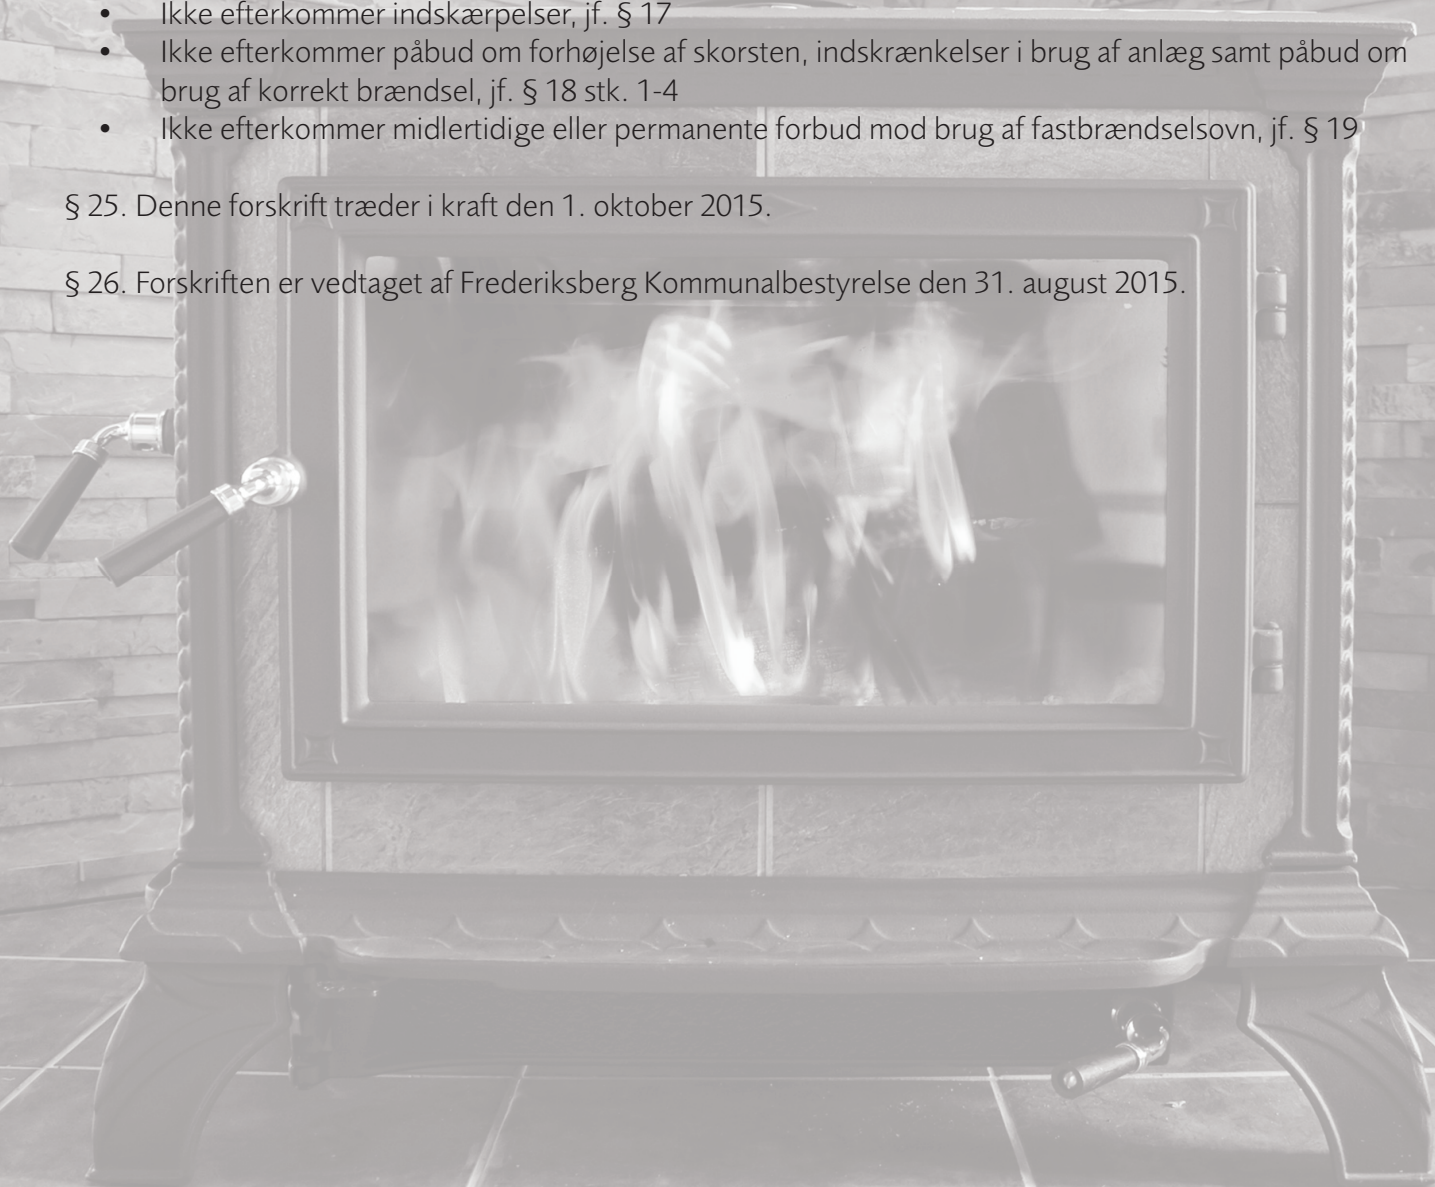 • Ikke efterkommer indskærpelser, jf. § 17
• Ikke efterkommer påbud om forhøjelse af skorsten, indskrænkelser i brug af anlæg samt påbud om
brug af korrekt brændsel, jf. § 18 stk. 1-4
• Ikke efterkommer midlertidige eller permanente forbud mod brug af fastbrændselsovn, jf. § 19
§ 25. Denne forskrift træder i kraft den 1. oktober 2015.
§ 26. Forskriften er vedtaget af Frederiksberg Kommunalbestyrelse den 31. august 2015.